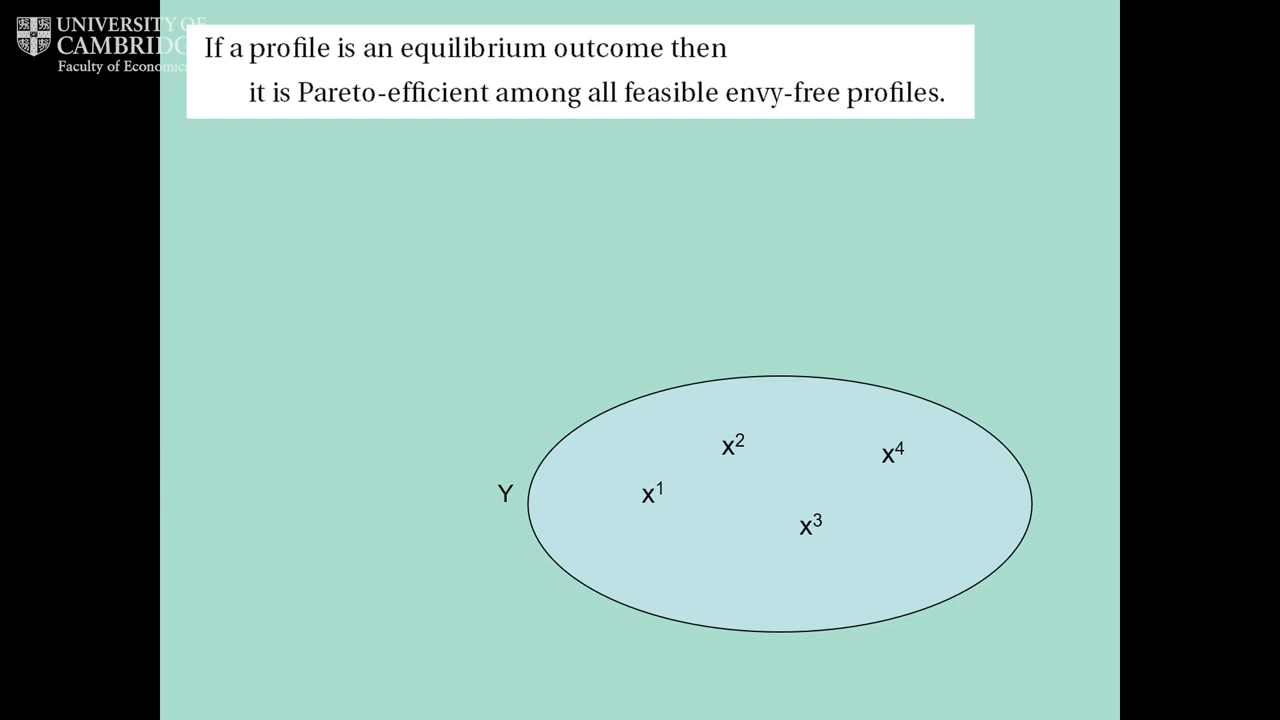 UNIVERSITY OF
CAMBRIDGE
Faculty of Economics
If a profile is an equilibrium outcome then
it is Pareto-efficient among all feasible envy-free profiles.
x²
x⁴
Y
x¹
x³